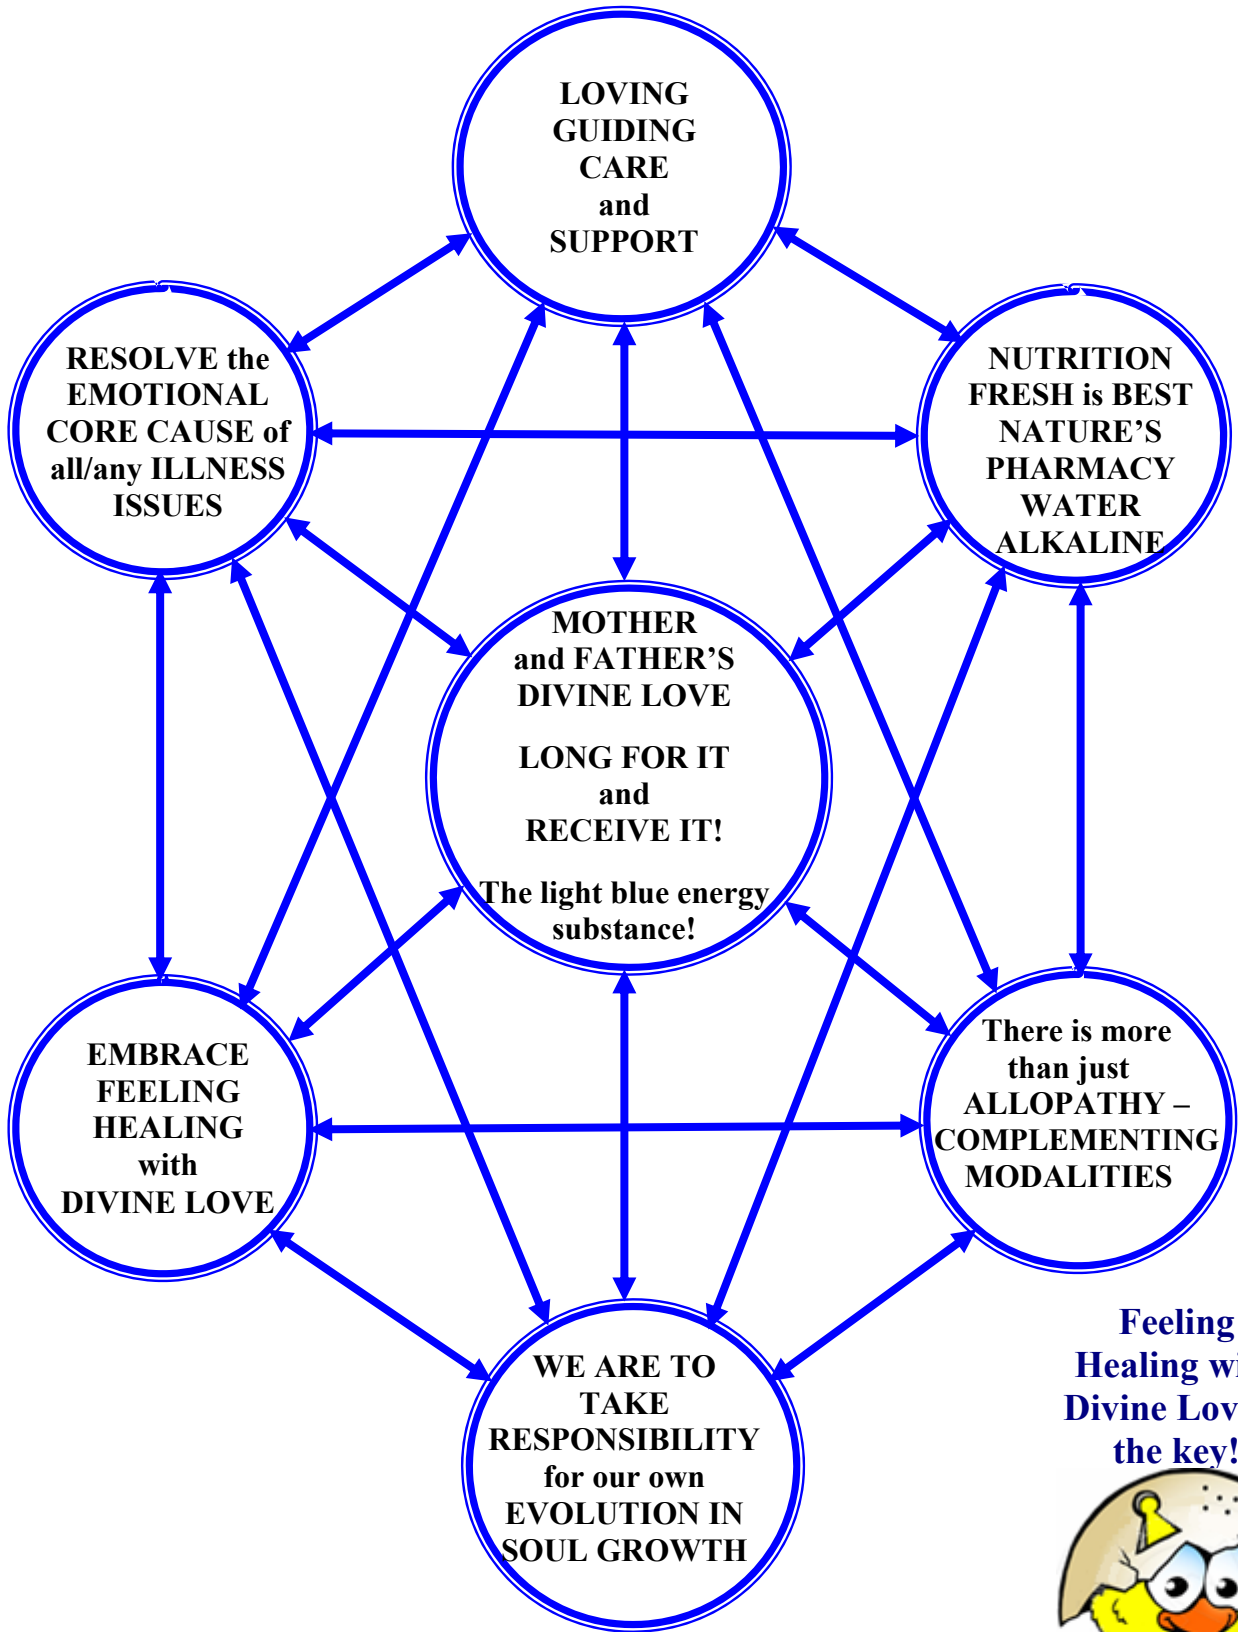 LOVING
GUIDING
CARE
and
SUPPORT
RESOLVE the
EMOTIONAL
CORE CAUSE of
all/any ILLNESS
ISSUES
NUTRITION
FRESH is BEST
NATURE’S
PHARMACY
WATER
ALKALINE
MOTHER
and FATHER’S
DIVINE LOVE
LONG FOR IT
and
RECEIVE IT!
The light blue energy
substance!
EMBRACE
FEELING
HEALING
with
DIVINE LOVE
There is more
than just
ALLOPATHY –
COMPLEMENTING
MODALITIES
WE ARE TO
TAKE
RESPONSIBILITY
for our own
EVOLUTION IN
SOUL GROWTH
Feeling
Healing
Divine
the key!